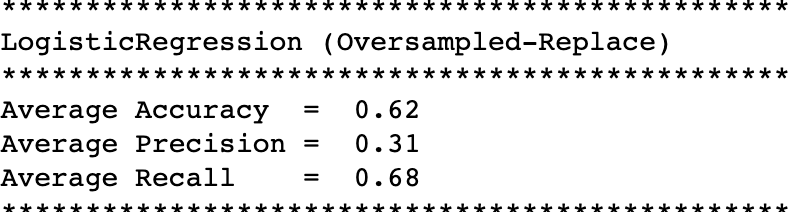 ***********************************************
LogisticRegression (Oversampled-Replace)
***********************************************
Average Accuracy  =  0.62
Average Precision =  0.31
Average Recall    =  0.68
***********************************************